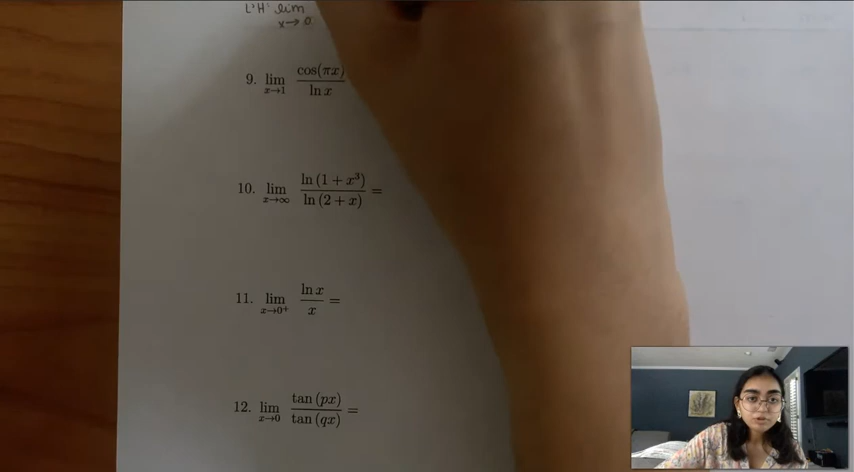 L'H' lim
x→0
9. lim x→1 cos(πx) / ln x
10. lim x→∞ ln (1 + x³) / ln (2 + x) =
11. lim x→0⁺ ln x / x =
12. lim x→0 tan (px) / tan (qx) =